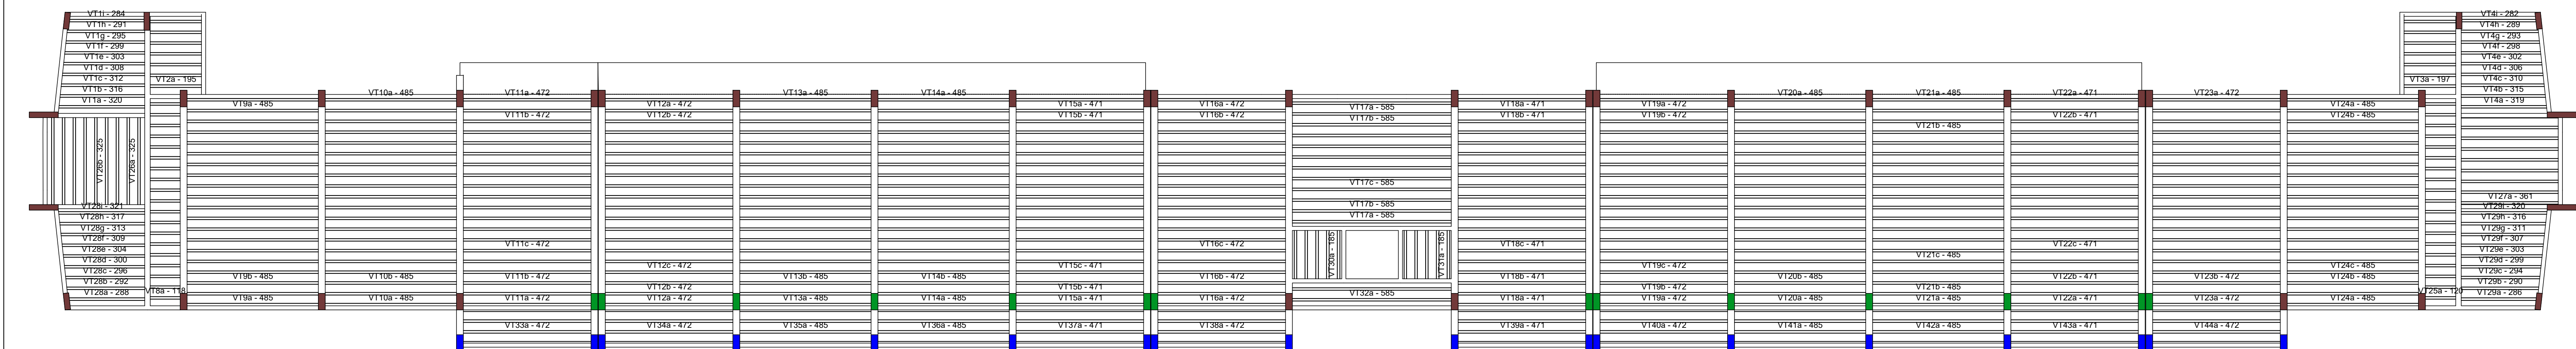 VT1i - 284
VT1h - 291
VT1g - 295
VT1f - 299
VT1e - 303
VT1d - 308
VT1c - 312
VT1b - 316
VT1a - 320
VT2a - 195
VT26b - 325
VT26a - 325
VT28i - 321
VT28h - 317
VT28g - 313
VT28f - 309
VT28e - 304
VT28d - 300
VT28c - 296
VT28b - 292
VT28a - 288
VT8a - 118
VT9a - 485
VT9b - 485
VT9a - 485
VT10a - 485
VT10b - 485
VT10a - 485
VT11a - 472
VT11b - 472
VT11c - 472
VT11b - 472
VT11a - 472
VT33a - 472
VT12a - 472
VT12b - 472
VT12c - 472
VT12b - 472
VT12a - 472
VT34a - 472
VT13a - 485
VT13b - 485
VT13a - 485
VT35a - 485
VT14a - 485
VT14b - 485
VT14a - 485
VT36a - 485
VT15a - 471
VT15b - 471
VT15c - 471
VT15b - 471
VT15a - 471
VT37a - 471
VT16a - 472
VT16b - 472
VT16c - 472
VT16b - 472
VT16a - 472
VT38a - 472
VT17a - 585
VT17b - 585
VT17c - 585
VT17b - 585
VT17a - 585
VT30a - 185
VT31a - 185
VT32a - 585
VT18a - 471
VT18b - 471
VT18c - 471
VT18b - 471
VT18a - 471
VT39a - 471
VT19a - 472
VT19b - 472
VT19c - 472
VT19b - 472
VT19a - 472
VT40a - 472
VT20a - 485
VT20b - 485
VT20a - 485
VT41a - 485
VT21a - 485
VT21b - 485
VT21c - 485
VT21b - 485
VT21a - 485
VT42a - 485
VT22a - 471
VT22b - 471
VT22c - 471
VT22b - 471
VT22a - 471
VT43a - 471
VT23a - 472
VT23b - 472
VT23a - 472
VT44a - 472
VT24a - 485
VT24b - 485
VT24c - 485
VT24b - 485
VT24a - 485
VT3a - 197
VT25a - 120
VT4i - 282
VT4h - 289
VT4g - 293
VT4f - 298
VT4e - 302
VT4d - 306
VT4c - 310
VT4b - 315
VT4a - 319
VT27a - 361
VT29i - 320
VT29h - 316
VT29g - 311
VT29f - 307
VT29e - 303
VT29d - 299
VT29c - 294
VT29b - 290
VT29a - 286